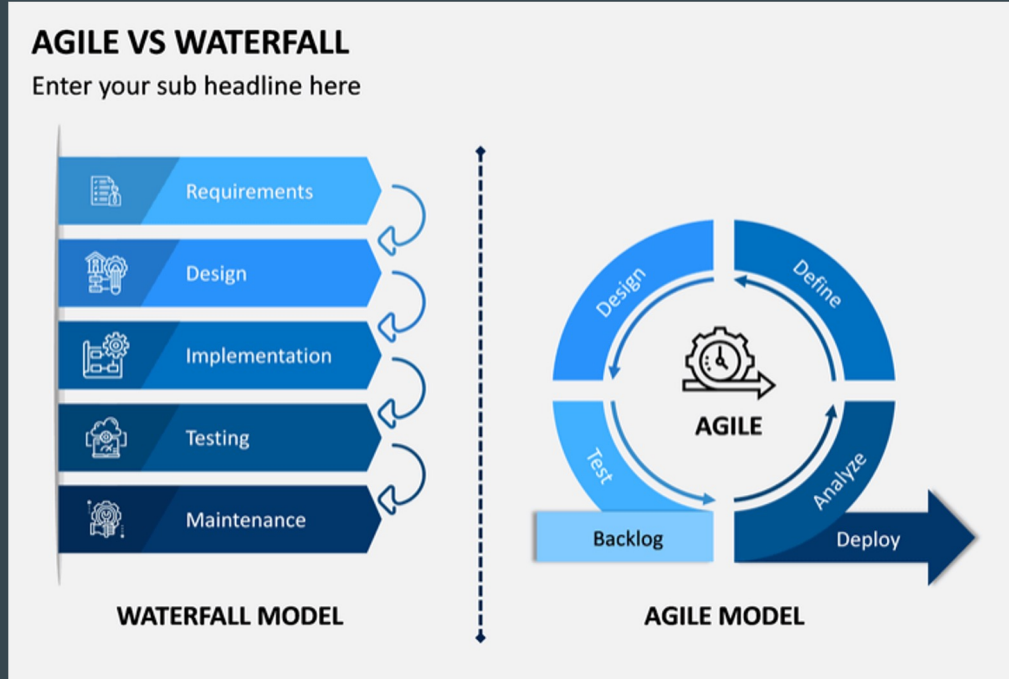 AGILE VS WATERFALL
Enter your sub headline here
Requirements
Design
Implementation
Testing
Maintenance
WATERFALL MODEL
Design
Define
AGILE
Test
Analyze
Backlog
Deploy
AGILE MODEL